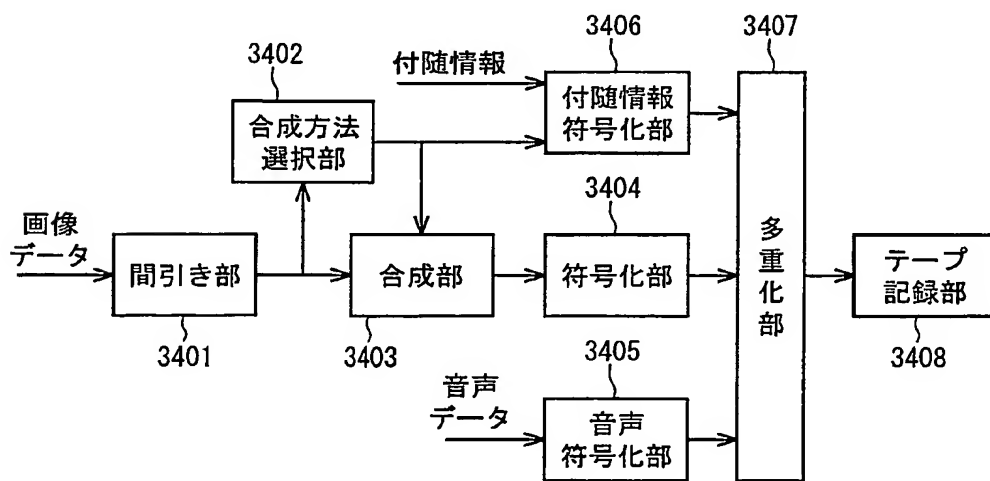 3407
3406
3402
付随情報
付随情報
符号化部
合成方法
選択部
3404
画像
データ
間引き部
合成部
符号化部
多重化部
テープ
記録部
3401
3403
3405
3408
音声
データ
音声
符号化部